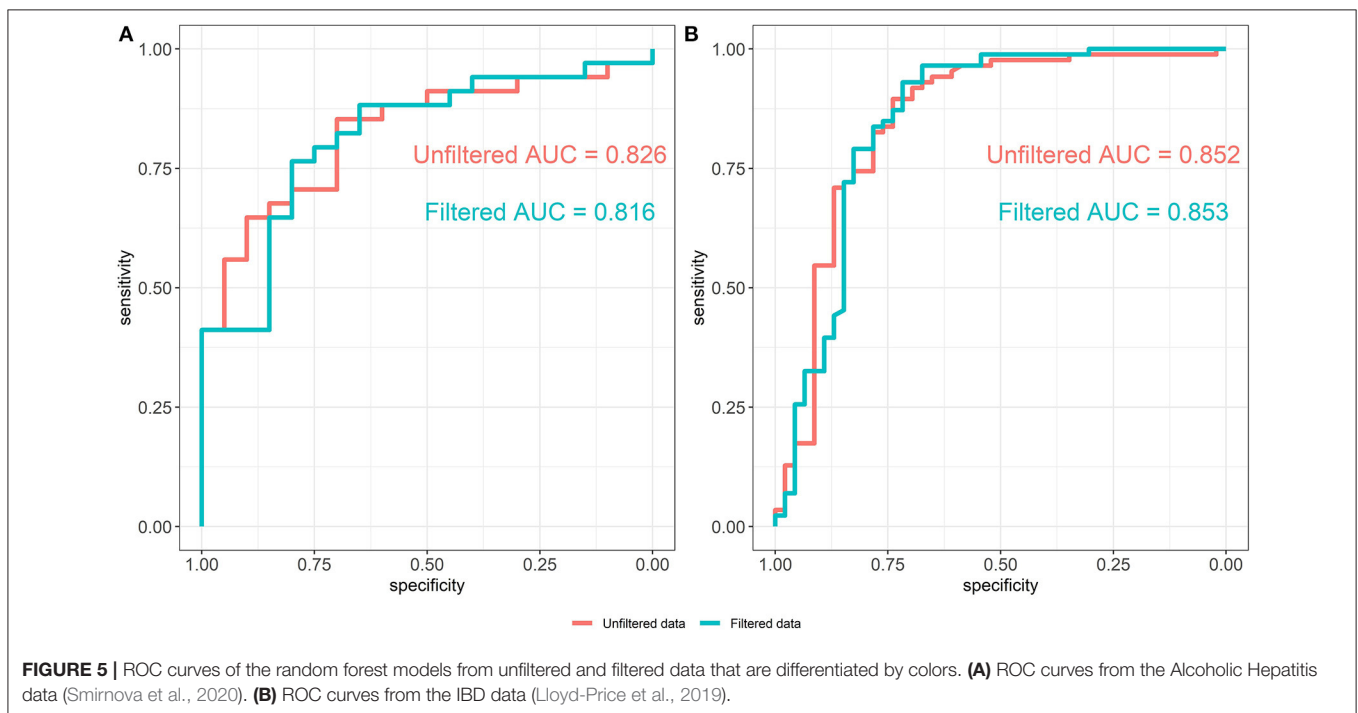 A
1.00
0.75
0.50
0.25
0.00
sensitivity
Unfiltered AUC = 0.826
Filtered AUC = 0.816
1.00 0.75 0.50 0.25 0.00
specificity
B
1.00
0.75
0.50
0.25
0.00
sensitivity
Unfiltered AUC = 0.852
Filtered AUC = 0.853
1.00 0.75 0.50 0.25 0.00
specificity
Unfiltered data Filtered data
FIGURE 5 | ROC curves of the random forest models from unfiltered and filtered data that are differentiated by colors. (A) ROC curves from the Alcoholic Hepatitis
data (Smirnova et al., 2020). (B) ROC curves from the IBD data (Lloyd-Price et al., 2019).